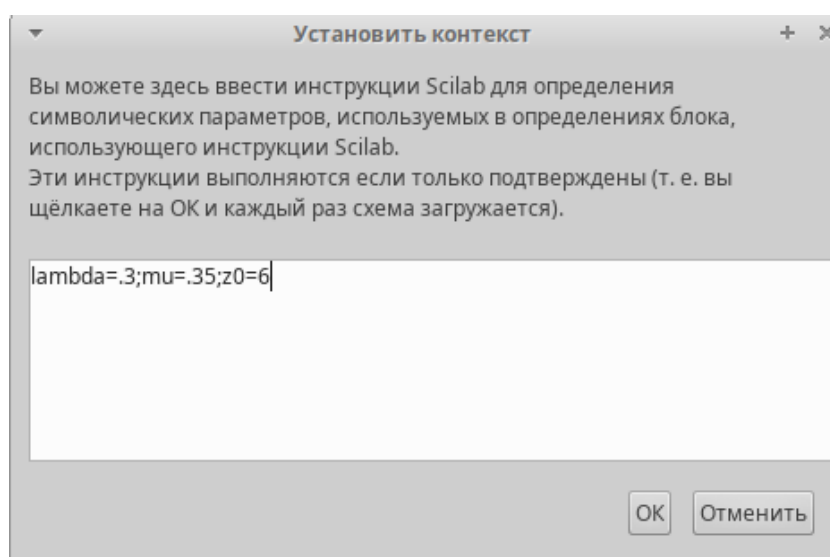 Установить контекст
Вы можете здесь ввести инструкции Scilab для определения
символических параметров, используемых в определениях блока,
использующего инструкции Scilab.
Эти инструкции выполняются если только подтверждены (т. е. вы
щёлкаете на ОК и каждый раз схема загружается).
lambda=.3;mu=.35;z0=6
ОК Отменить